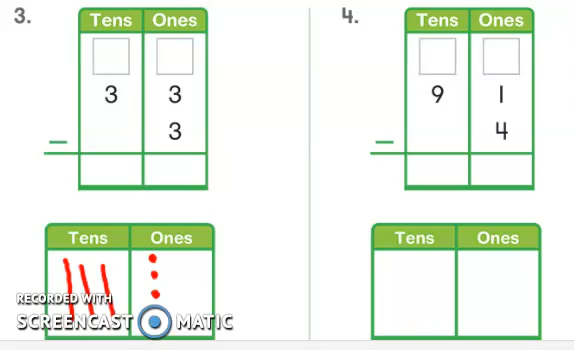 3.
Tens Ones
3 3
– 3
4.
Tens Ones
9 1
– 4
Tens Ones
Tens Ones
RECORDED WITH
SCREENCAST MATIC